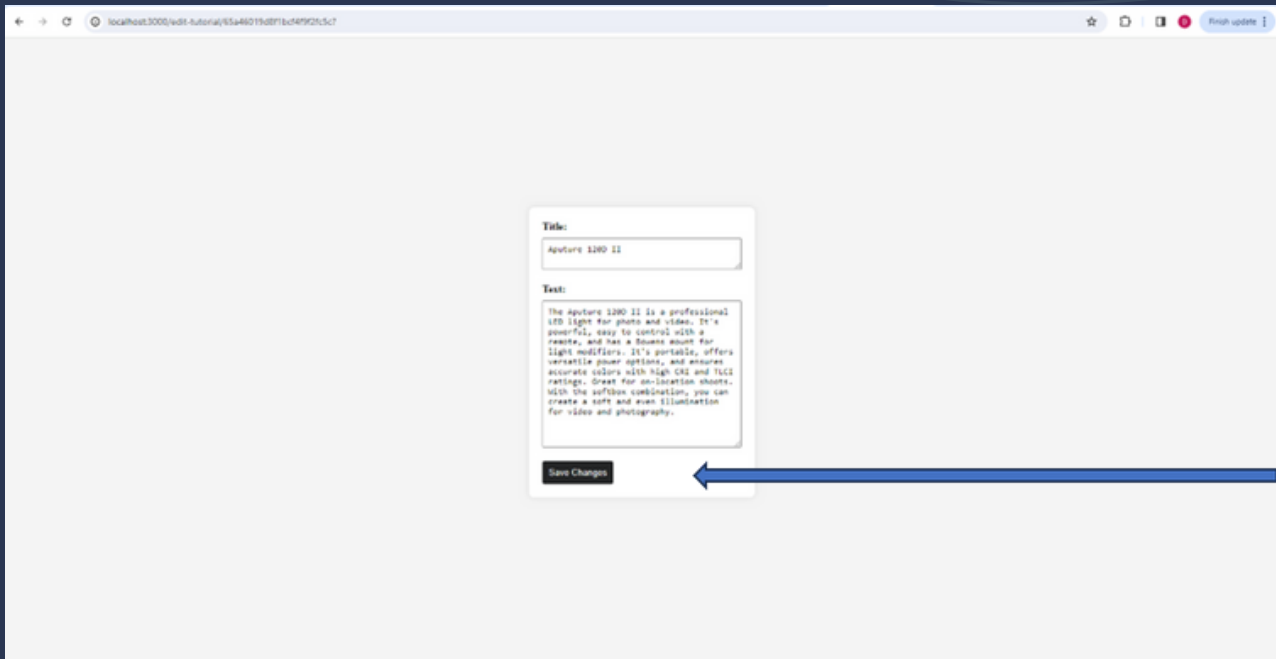 localhost:3000/edit-tutorial/65a46019d8f1bcf4f9f2fc5c7
Finish update
D
Title:
Aputure 120D II
Text:
The Aputure 120D II is a professional
LED light for photo and video. It's
powerful, easy to control with a
remote, and has a Bowens mount for
light modifiers. It's portable, offers
versatile power options, and ensures
accurate colors with high CRI and TLCI
ratings. Great for on-location shoots.
With the softbox combination, you can
create a soft and even illumination
for video and photography.
Save Changes